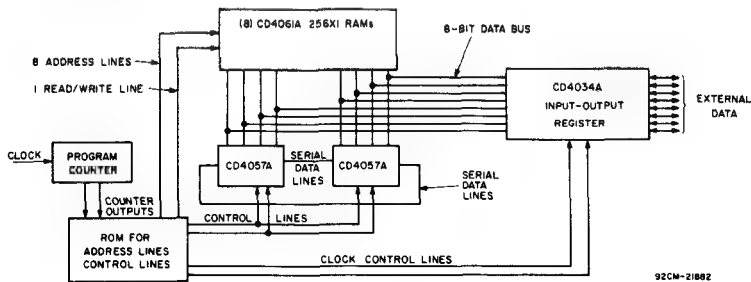 (8) CD4061A 256X1 RAMs
8-BIT DATA BUS
8 ADDRESS LINES
1 READ/WRITE LINE
CD4034A
INPUT-OUTPUT
REGISTER
EXTERNAL
DATA
CLOCK
PROGRAM
COUNTER
CD4057A
SERIAL
DATA
LINES
CD4057A
SERIAL
DATA
LINES
COUNTER
OUTPUTS
CONTROL LINES
ROM FOR
ADDRESS LINES
CONTROL LINES
CLOCK CONTROL LINES
92CM-21882